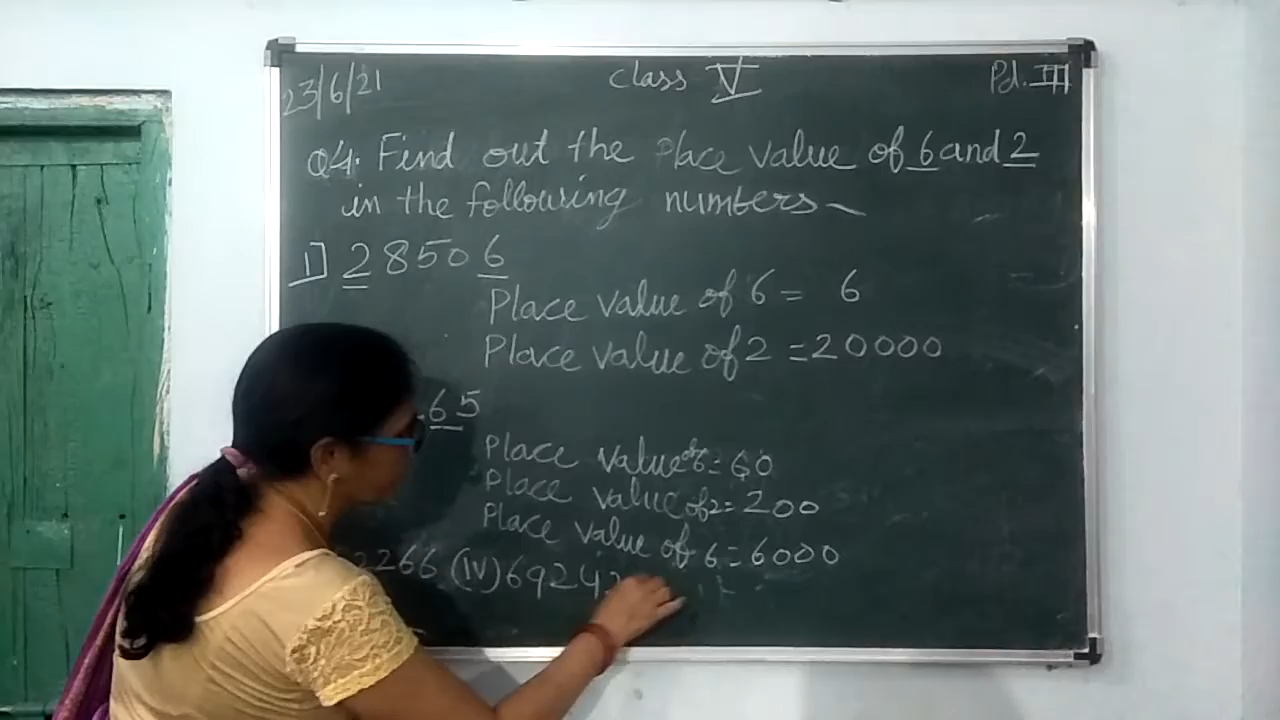 23/6/21 Class V Pd. III
Q4. Find out the place value of 6 and 2
in the following numbers~
1] 28506
Place value of 6 = 6
Place value of 2 = 20000
65
Place value of 6 = 60
Place value of 2 = 200
Place value of 6 = 6000
2266 (IV) 6924